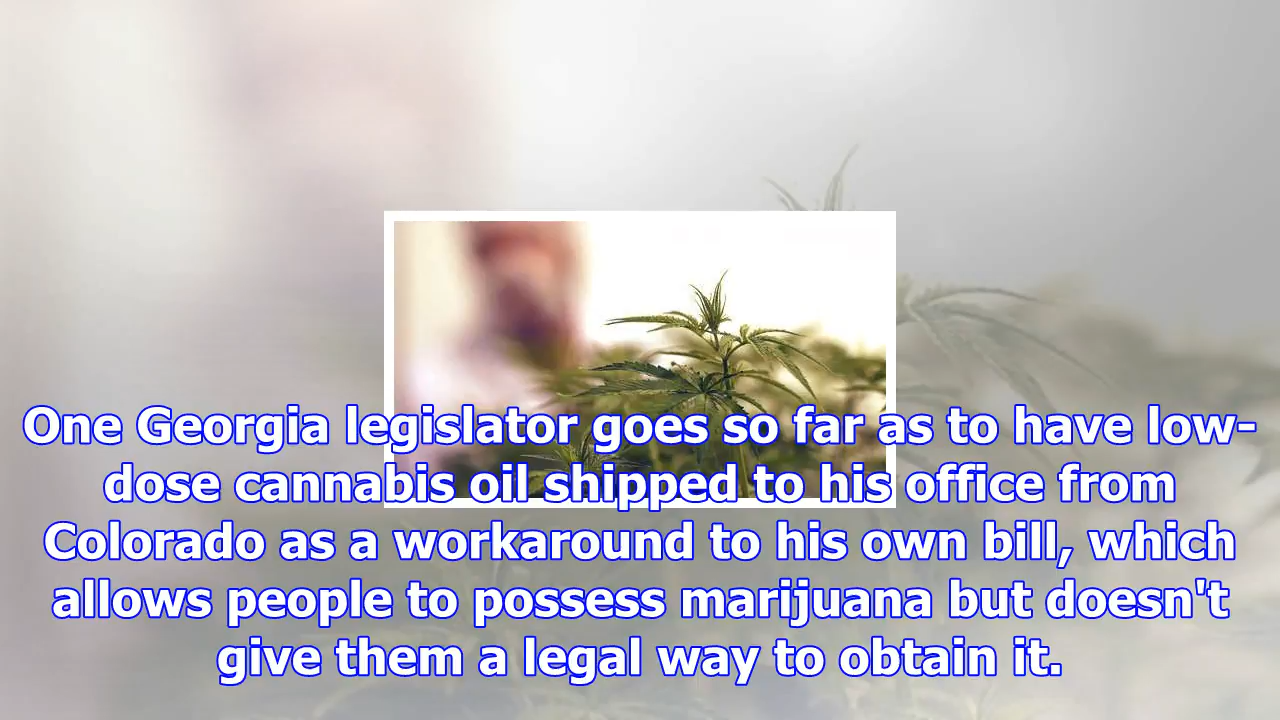 One Georgia legislator goes so far as to have low-
dose cannabis oil shipped to his office from
Colorado as a workaround to his own bill, which
allows people to possess marijuana but doesn't
give them a legal way to obtain it.